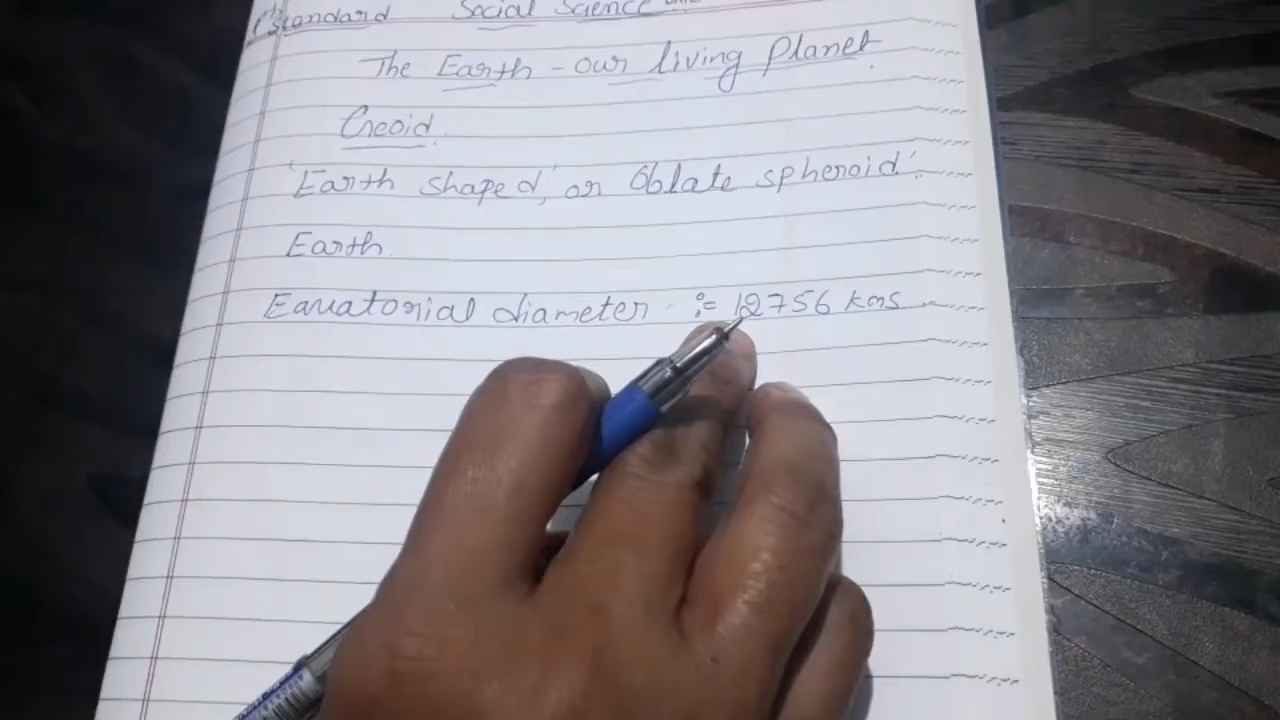 Standard Social Science
The Earth - our living Planet.
Geoid.
'Earth shaped', or Oblate spheroid'.
Earth.
Equatorial diameter - := 12756 kms